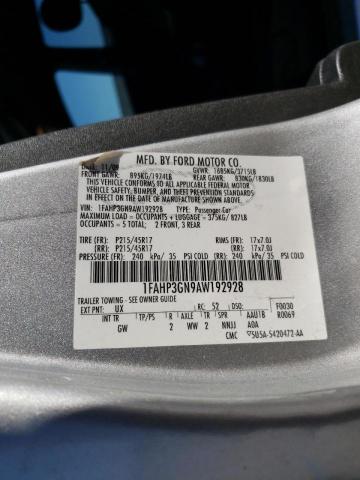 MFD. BY FORD MOTOR CO.
DATE: 11/09 GVWR: 1685KG/3715LB
FRONT GAWR: 895KG/1974LB REAR GAWR: 830KG/1830LB
THIS VEHICLE CONFORMS TO ALL APPLICABLE FEDERAL MOTOR
VEHICLE SAFETY, BUMPER, AND THEFT PREVENTION STANDARDS
IN EFFECT ON THE DATE OF MANUFACTURE SHOWN ABOVE.
VIN: 1FAHP3GN9AW192928 TYPE: Passenger Car
MAXIMUM LOAD = OCCUPANTS + LUGGAGE = 375KG/827LB
OCCUPANTS = 5 TOTAL: 2 FRONT, 3 REAR
TIRE (FR): P215/45R17 RIMS (FR): 17x7.0J
(RR): P215/45R17 (RR): 17x7.0J
PRESSURE (FR): 240 kPa/ 35 PSI COLD (RR): 240 kPa/ 35 PSI COLD
1FAHP3GN9AW192928
TRAILER TOWING - SEE OWNER GUIDE F0030
EXT PNT: UX RC: 52 DSO: R0069
INT TR TP/PS R AXLE TR SPR AAU1B
GW 2 WW 2 NNJJ A0A
CMC 5U5A-5420472-AA